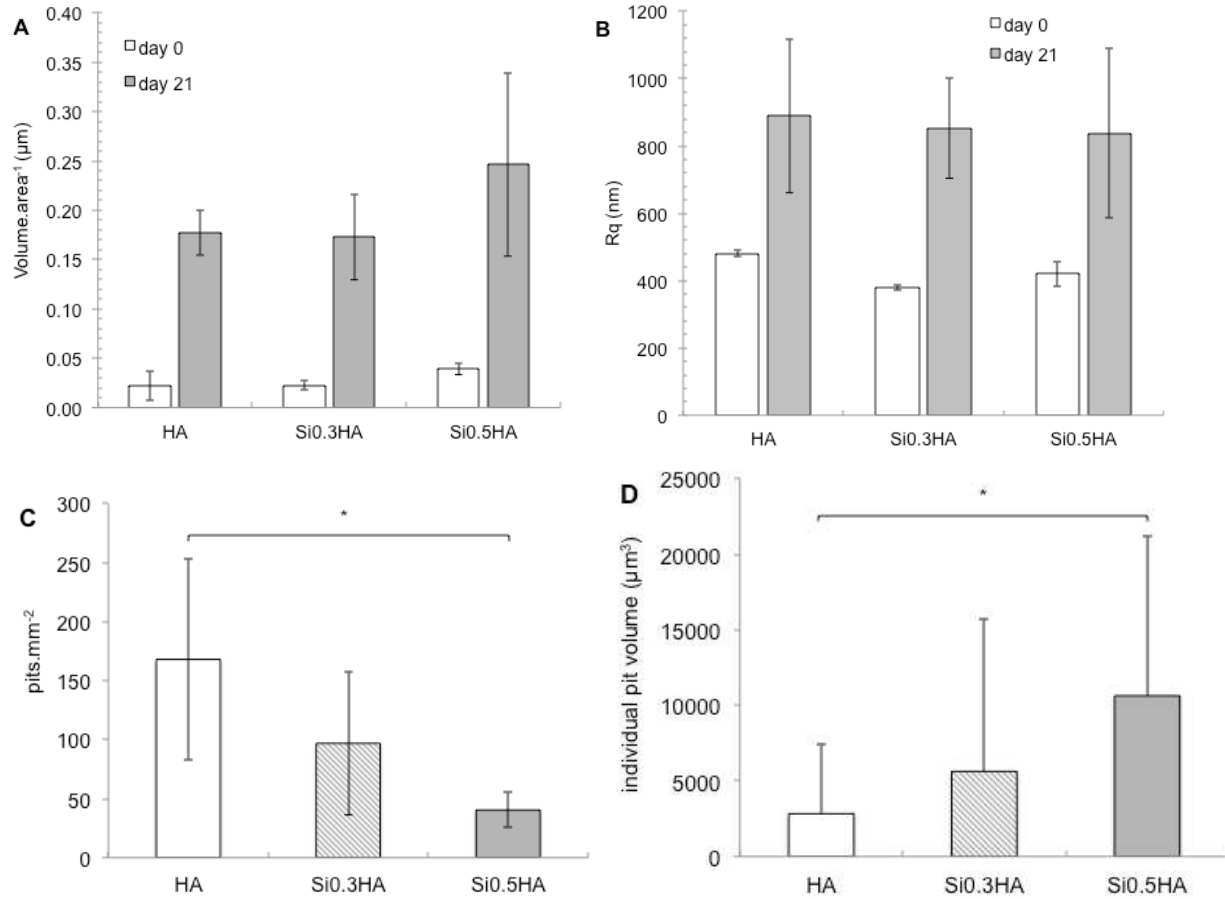 A
Volume.area⁻¹ (µm)
0.40
0.35
0.30
0.25
0.20
0.15
0.10
0.05
0.00
day 0
day 21
HA Si0.3HA Si0.5HA
B
Rq (nm)
1200
1000
800
600
400
200
0
day 0
day 21
HA Si0.3HA Si0.5HA
C
pits.mm⁻²
300
250
200
150
100
50
0
*
HA Si0.3HA Si0.5HA
D
individual pit volume (µm³)
25000
20000
15000
10000
5000
0
*
HA Si0.3HA Si0.5HA